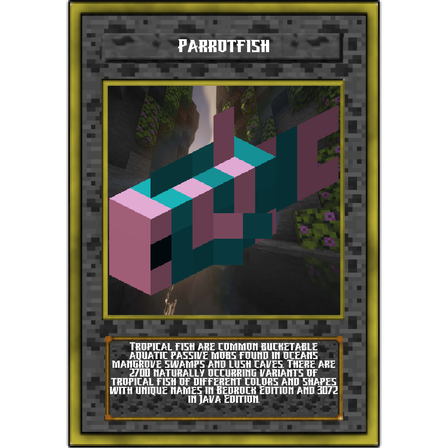 Parrotfish
Tropical fish are common bucketable
aquatic passive mobs found in oceans
mangrove swamps and lush caves. There are
2700 naturally occurring variants of
tropical fish of different colors and shapes
with unique names in Bedrock Edition and 3072
in Java Edition.